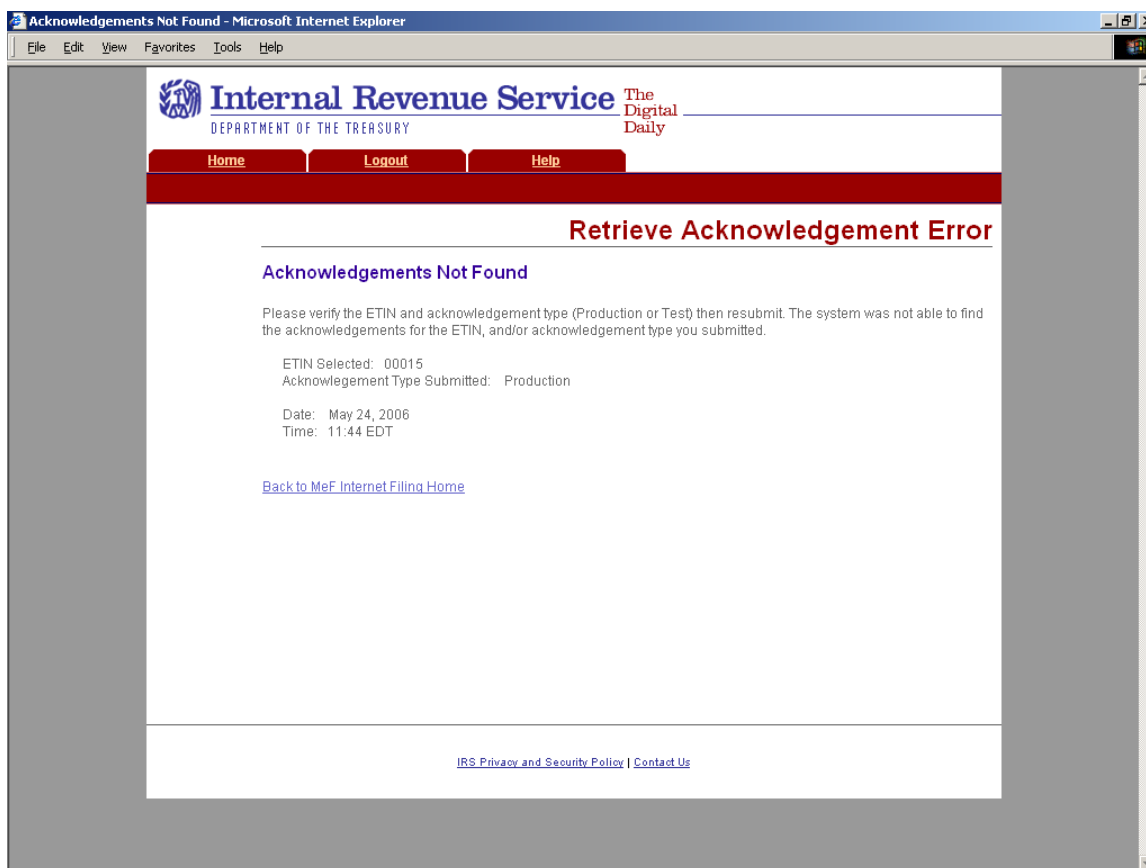 Acknowledgements Not Found - Microsoft Internet Explorer
File Edit View Favorites Tools Help
Internal Revenue Service
DEPARTMENT OF THE TREASURY
The
Digital
Daily
Home Logout Help
Retrieve Acknowledgement Error
Acknowledgements Not Found
Please verify the ETIN and acknowledgement type (Production or Test) then resubmit. The system was not able to find
the acknowledgements for the ETIN, and/or acknowledgement type you submitted.
ETIN Selected: 00015
Acknowlegement Type Submitted: Production
Date: May 24, 2006
Time: 11:44 EDT
Back to MeF Internet Filing Home
IRS Privacy and Security Policy | Contact Us